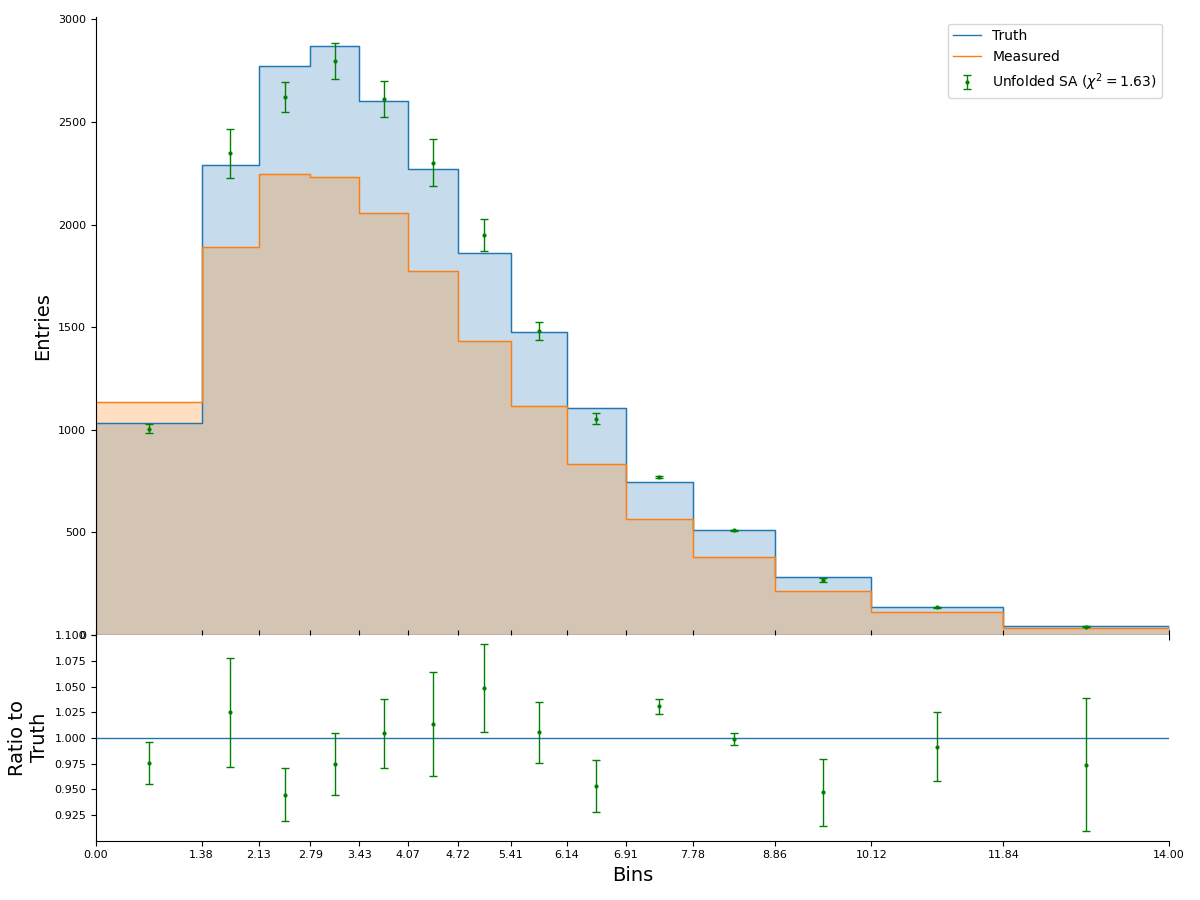 3000
2500
2000
1500
1000
500
0
Entries
Truth
Measured
Unfolded SA (χ² = 1.63)
1.100
1.075
1.050
1.025
1.000
0.975
0.950
0.925
Ratio to
Truth
0.00 1.38 2.13 2.79 3.43 4.07 4.72 5.41 6.14 6.91 7.78 8.86 10.12 11.84 14.00
Bins